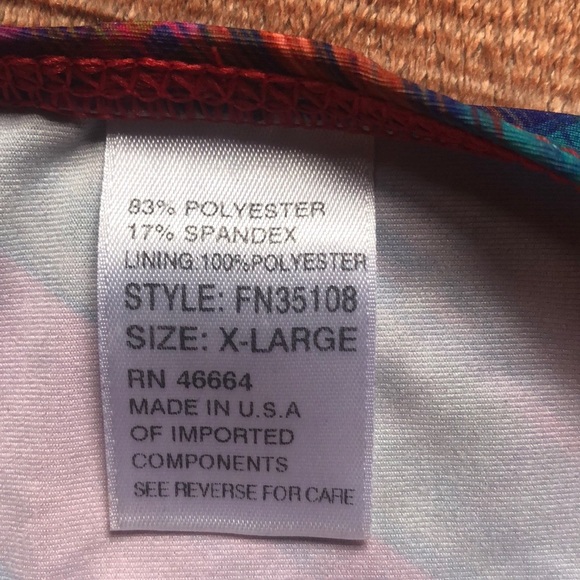 83% POLYESTER
17% SPANDEX
LINING:100%POLYESTER
STYLE: FN35108
SIZE: X-LARGE
RN 46664
MADE IN U.S.A
OF IMPORTED
COMPONENTS
SEE REVERSE FOR CARE